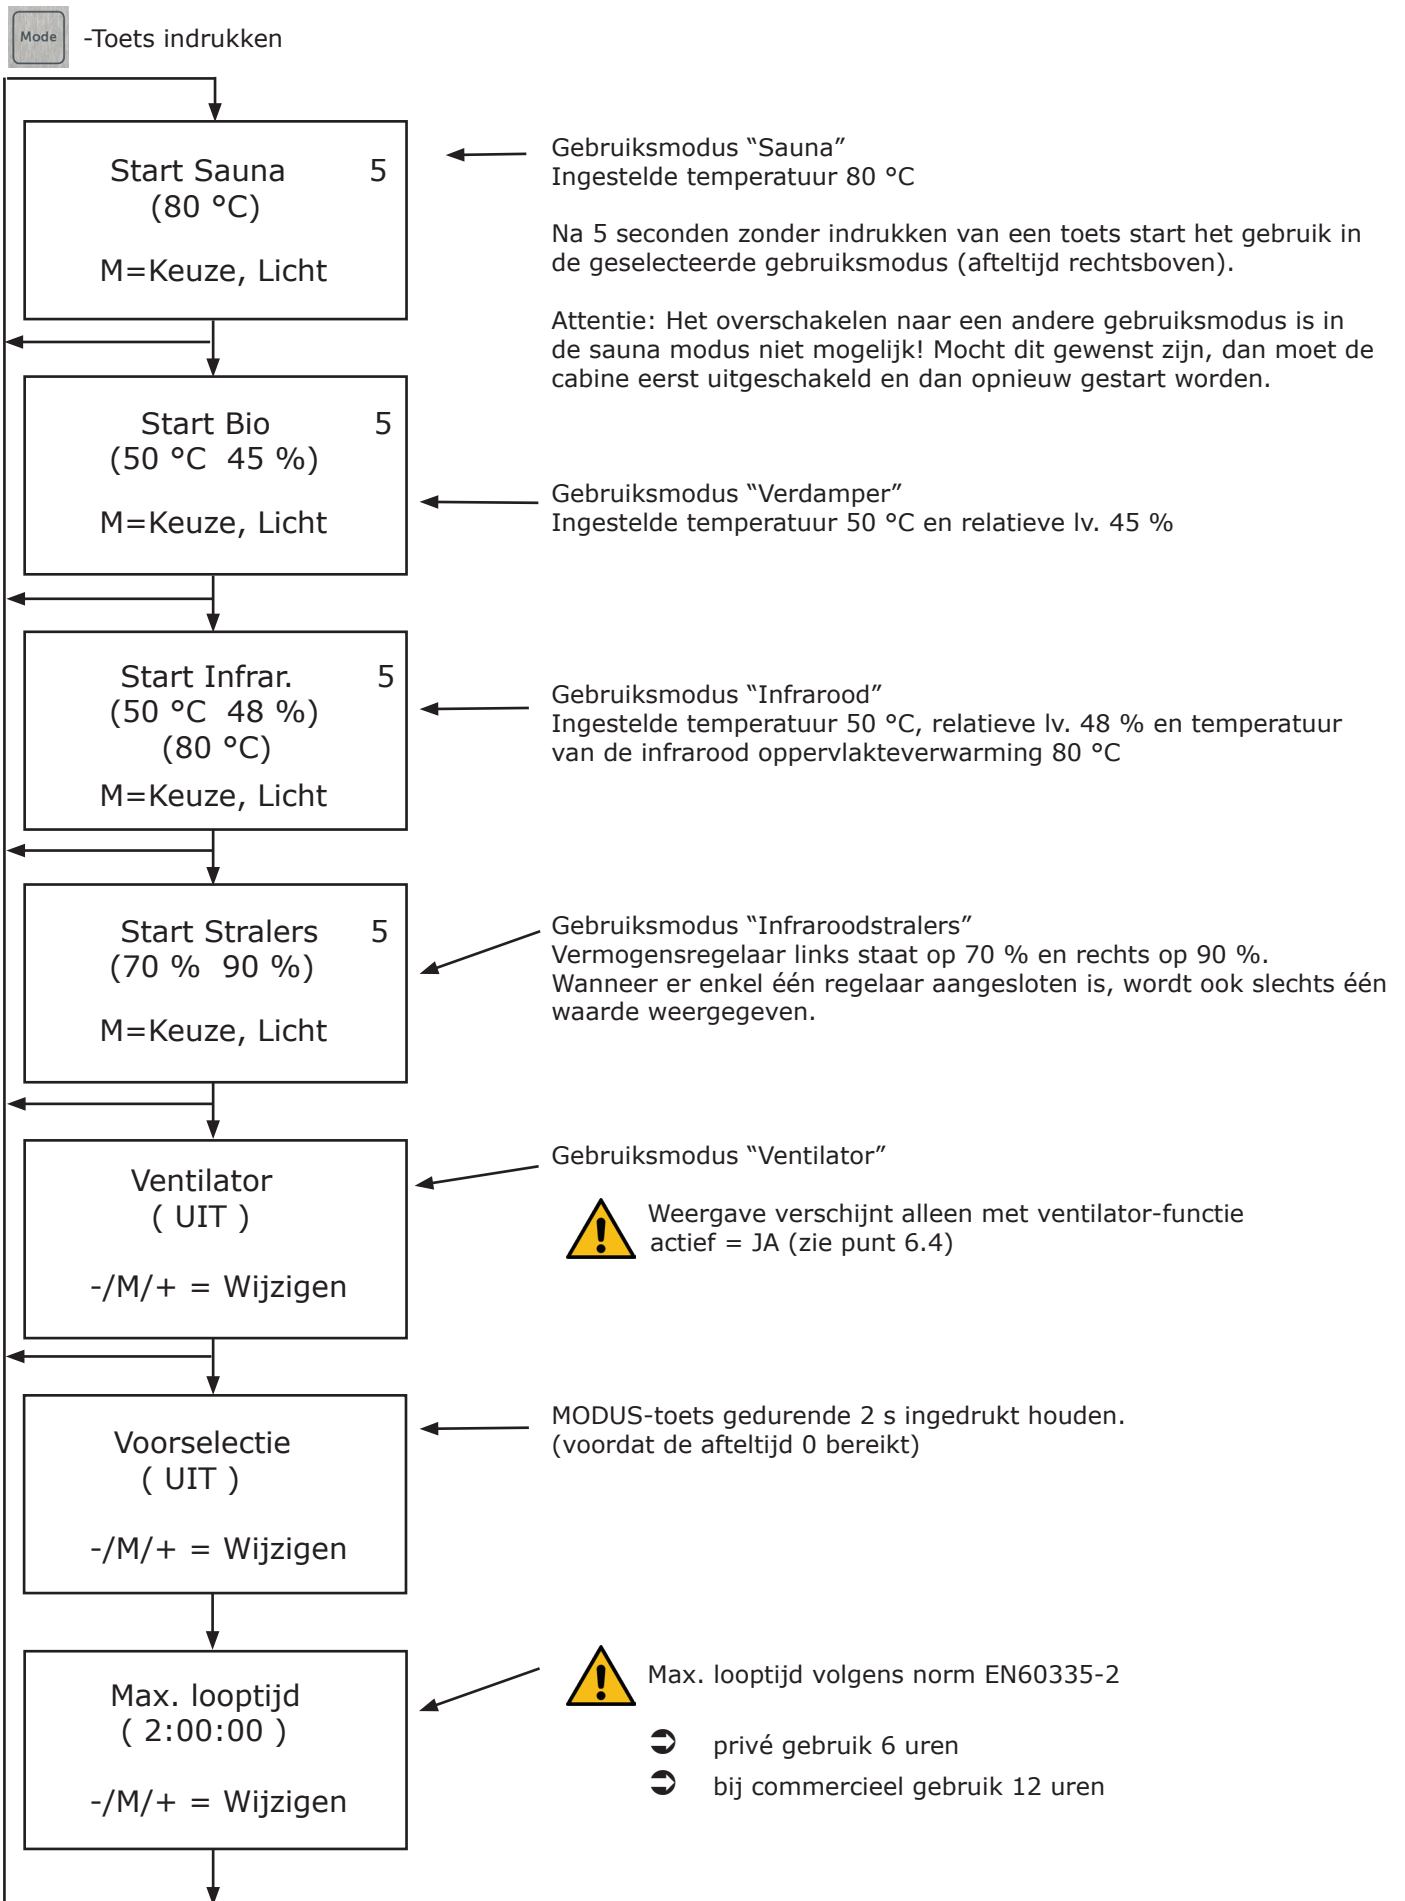 Mode
-Toets indrukken
Start Sauna 5
(80 °C)
M=Keuze, Licht
Gebruiksmodus “Sauna”
Ingestelde temperatuur 80 °C
Na 5 seconden zonder indrukken van een toets start het gebruik in
de geselecteerde gebruiksmodus (afteltijd rechtsboven).
Attentie: Het overschakelen naar een andere gebruiksmodus is in
de sauna modus niet mogelijk! Mocht dit gewenst zijn, dan moet de
cabine eerst uitgeschakeld en dan opnieuw gestart worden.
Start Bio 5
(50 °C 45 %)
M=Keuze, Licht
Gebruiksmodus “Verdamper”
Ingestelde temperatuur 50 °C en relatieve lv. 45 %
Start Infrar. 5
(50 °C 48 %)
(80 °C)
M=Keuze, Licht
Gebruiksmodus “Infrarood”
Ingestelde temperatuur 50 °C, relatieve lv. 48 % en temperatuur
van de infrarood oppervlakteverwarming 80 °C
Start Stralers 5
(70 % 90 %)
M=Keuze, Licht
Gebruiksmodus “Infraroodstralers”
Vermogensregelaar links staat op 70 % en rechts op 90 %.
Wanneer er enkel één regelaar aangesloten is, wordt ook slechts één
waarde weergegeven.
Ventilator
( UIT )
-/M/+ = Wijzigen
Gebruiksmodus “Ventilator”
Weergave verschijnt alleen met ventilator-functie
actief = JA (zie punt 6.4)
Voorselectie
( UIT )
-/M/+ = Wijzigen
MODUS-toets gedurende 2 s ingedrukt houden.
(voordat de afteltijd 0 bereikt)
Max. looptijd
( 2:00:00 )
-/M/+ = Wijzigen
Max. looptijd volgens norm EN60335-2
privé gebruik 6 uren
bij commercieel gebruik 12 uren